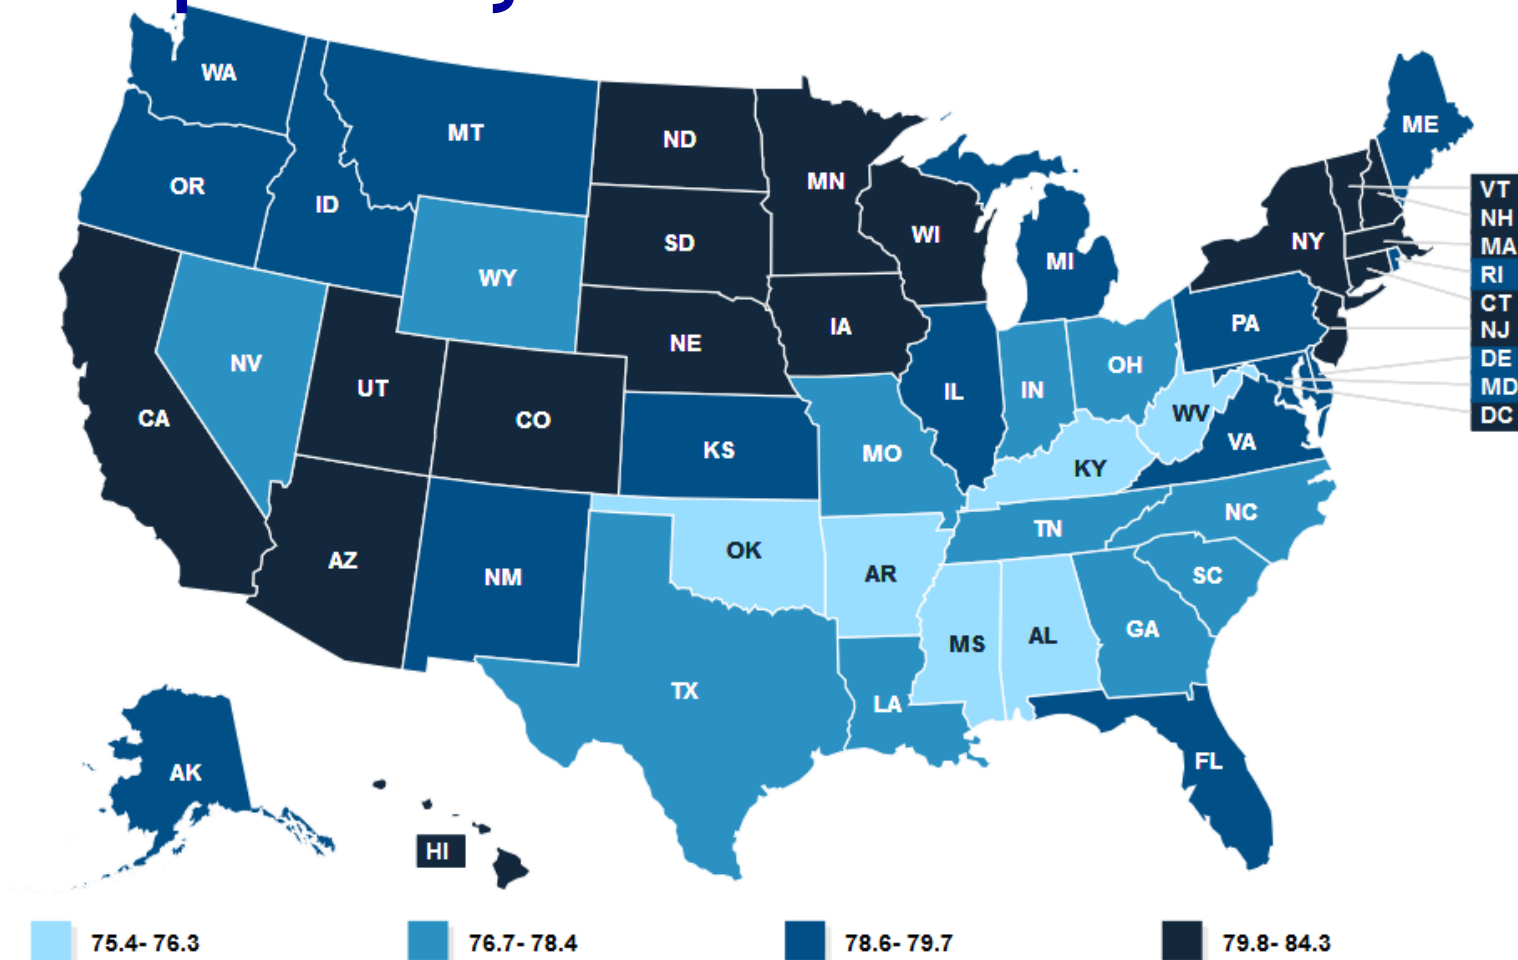 WA
MT
ND
MN
ME
OR
ID
SD
WI
MI
NY
VT
NH
MA
RI
CT
NJ
DE
MD
DC
WY
NE
IA
PA
NV
UT
CO
IL
IN
OH
CA
KS
MO
WV
VA
KY
AZ
NM
OK
AR
TN
NC
SC
TX
LA
MS
AL
GA
FL
AK
HI
75.4- 76.3
76.7- 78.4
78.6- 79.7
79.8- 84.3